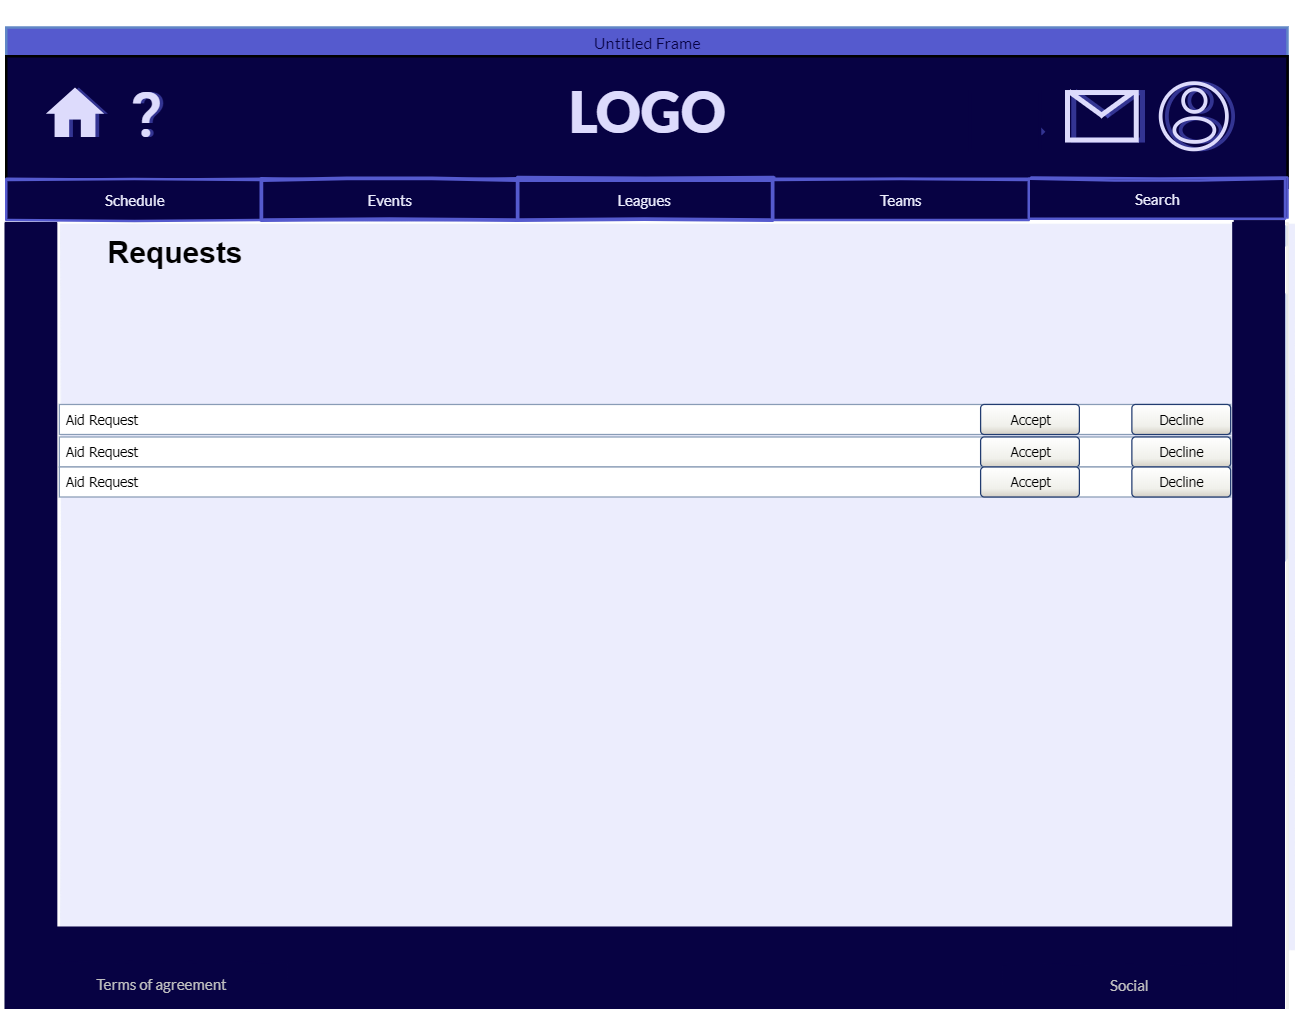 Untitled Frame
? LOGO
Schedule Events Leagues Teams Search
Requests
Aid Request Accept Decline
Aid Request Accept Decline
Aid Request Accept Decline
Terms of agreement Social